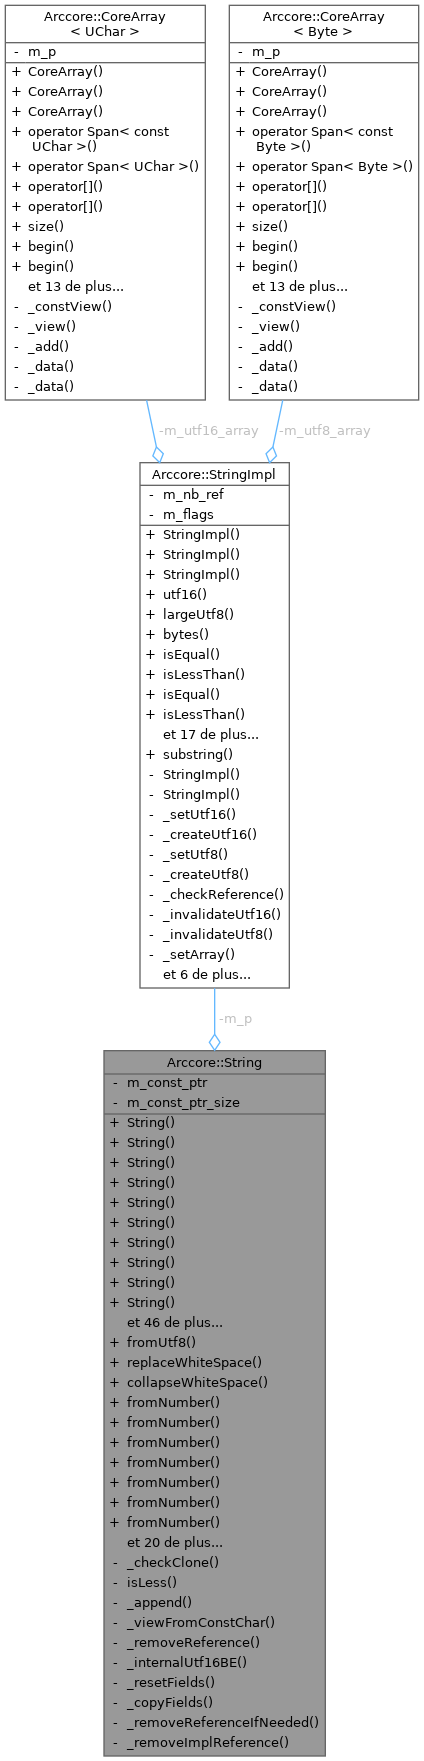 Arccore::CoreArray
< UChar >
- m_p
+ CoreArray()
+ CoreArray()
+ CoreArray()
+ operator Span< const
UChar >()
+ operator Span< UChar >()
+ operator[]()
+ operator[]()
+ size()
+ begin()
+ begin()
et 13 de plus...
- _constView()
- _view()
- _add()
- _data()
- _data()
Arccore::CoreArray
< Byte >
- m_p
+ CoreArray()
+ CoreArray()
+ CoreArray()
+ operator Span< const
Byte >()
+ operator Span< Byte >()
+ operator[]()
+ operator[]()
+ size()
+ begin()
+ begin()
et 13 de plus...
- _constView()
- _view()
- _add()
- _data()
- _data()
-m_utf16_array
-m_utf8_array
Arccore::StringImpl
- m_nb_ref
- m_flags
+ StringImpl()
+ StringImpl()
+ StringImpl()
+ utf16()
+ largeUtf8()
+ bytes()
+ isEqual()
+ isLessThan()
+ isEqual()
+ isLessThan()
et 17 de plus...
+ substring()
- StringImpl()
- StringImpl()
- _setUtf16()
- _createUtf16()
- _setUtf8()
- _createUtf8()
- _checkReference()
- _invalidateUtf16()
- _invalidateUtf8()
- _setArray()
et 6 de plus...
-m_p
Arccore::String
- m_const_ptr
- m_const_ptr_size
+ String()
+ String()
+ String()
+ String()
+ String()
+ String()
+ String()
+ String()
+ String()
+ String()
et 46 de plus...
+ fromUtf8()
+ replaceWhiteSpace()
+ collapseWhiteSpace()
+ fromNumber()
+ fromNumber()
+ fromNumber()
+ fromNumber()
+ fromNumber()
+ fromNumber()
+ fromNumber()
et 20 de plus...
- _checkClone()
- isLess()
- _append()
- _viewFromConstChar()
- _removeReference()
- _internalUtf16BE()
- _resetFields()
- _copyFields()
- _removeReferenceIfNeeded()
- _removeImplReference()